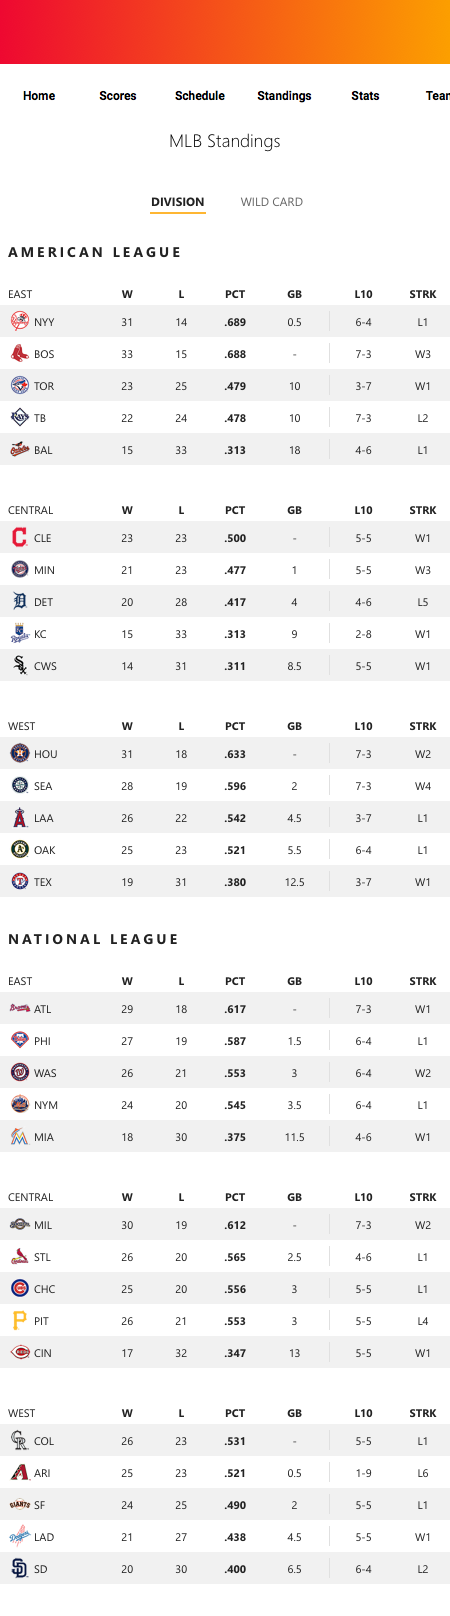 Home Scores Schedule Standings Stats Tean
MLB Standings
DIVISION WILD CARD
AMERICAN LEAGUE
EAST W L PCT GB L10 STRK
NYY 31 14 .689 0.5 6-4 L1
BOS 33 15 .688 - 7-3 W3
TOR 23 25 .479 10 3-7 W1
TB 22 24 .478 10 7-3 L2
BAL 15 33 .313 18 4-6 L1
CENTRAL W L PCT GB L10 STRK
CLE 23 23 .500 - 5-5 W1
MIN 21 23 .477 1 5-5 W3
DET 20 28 .417 4 4-6 L5
KC 15 33 .313 9 2-8 W1
CWS 14 31 .311 8.5 5-5 W1
WEST W L PCT GB L10 STRK
HOU 31 18 .633 - 7-3 W2
SEA 28 19 .596 2 7-3 W4
LAA 26 22 .542 4.5 3-7 L1
OAK 25 23 .521 5.5 6-4 L1
TEX 19 31 .380 12.5 3-7 W1
NATIONAL LEAGUE
EAST W L PCT GB L10 STRK
ATL 29 18 .617 - 7-3 W1
PHI 27 19 .587 1.5 6-4 L1
WAS 26 21 .553 3 6-4 W2
NYM 24 20 .545 3.5 6-4 L1
MIA 18 30 .375 11.5 4-6 W1
CENTRAL W L PCT GB L10 STRK
MIL 30 19 .612 - 7-3 W2
STL 26 20 .565 2.5 4-6 L1
CHC 25 20 .556 3 5-5 L1
PIT 26 21 .553 3 5-5 L4
CIN 17 32 .347 13 5-5 W1
WEST W L PCT GB L10 STRK
COL 26 23 .531 - 5-5 L1
ARI 25 23 .521 0.5 1-9 L6
SF 24 25 .490 2 5-5 L1
LAD 21 27 .438 4.5 5-5 W1
SD 20 30 .400 6.5 6-4 L2